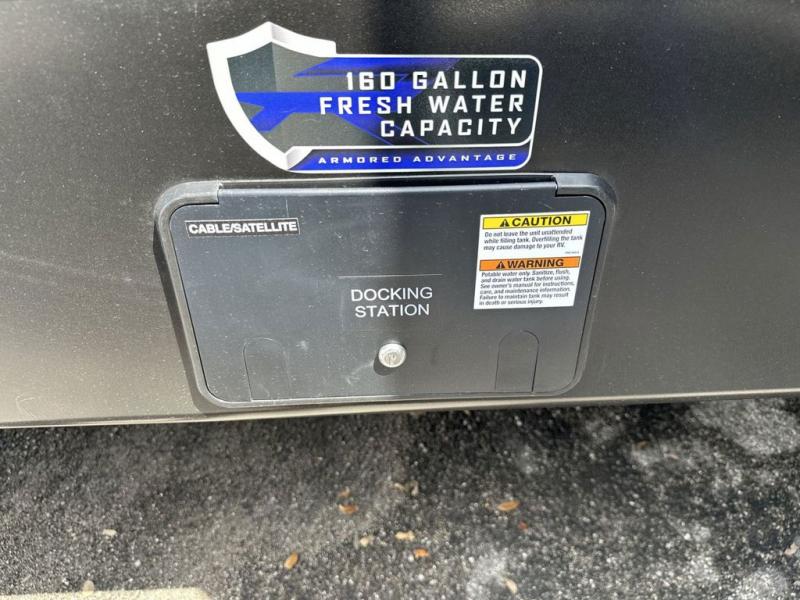 160 GALLON
FRESH WATER
CAPACITY
ARMORED ADVANTAGE
CABLE/SATELLITE
CAUTION
Do not leave the unit unattended
while filling tank. Overfilling the tank
may cause damage to your RV.
WARNING
Potable water only. Sanitize, flush,
and drain water tank before using.
See owner's manual for instructions,
care, and maintenance information.
Failure to maintain tank may result
in death or serious injury.
DOCKING
STATION